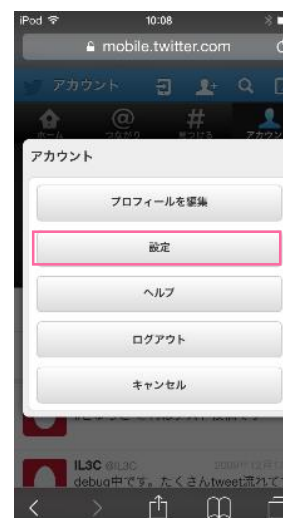 iPod 10:08
mobile.twitter.com
アカウント
ホーム つながり 見つける アカウン
アカウント
プロフィールを編集
設定
ヘルプ
ログアウト
キャンセル
IL3C @IL3C
debug中です。たくさんtweet流れて